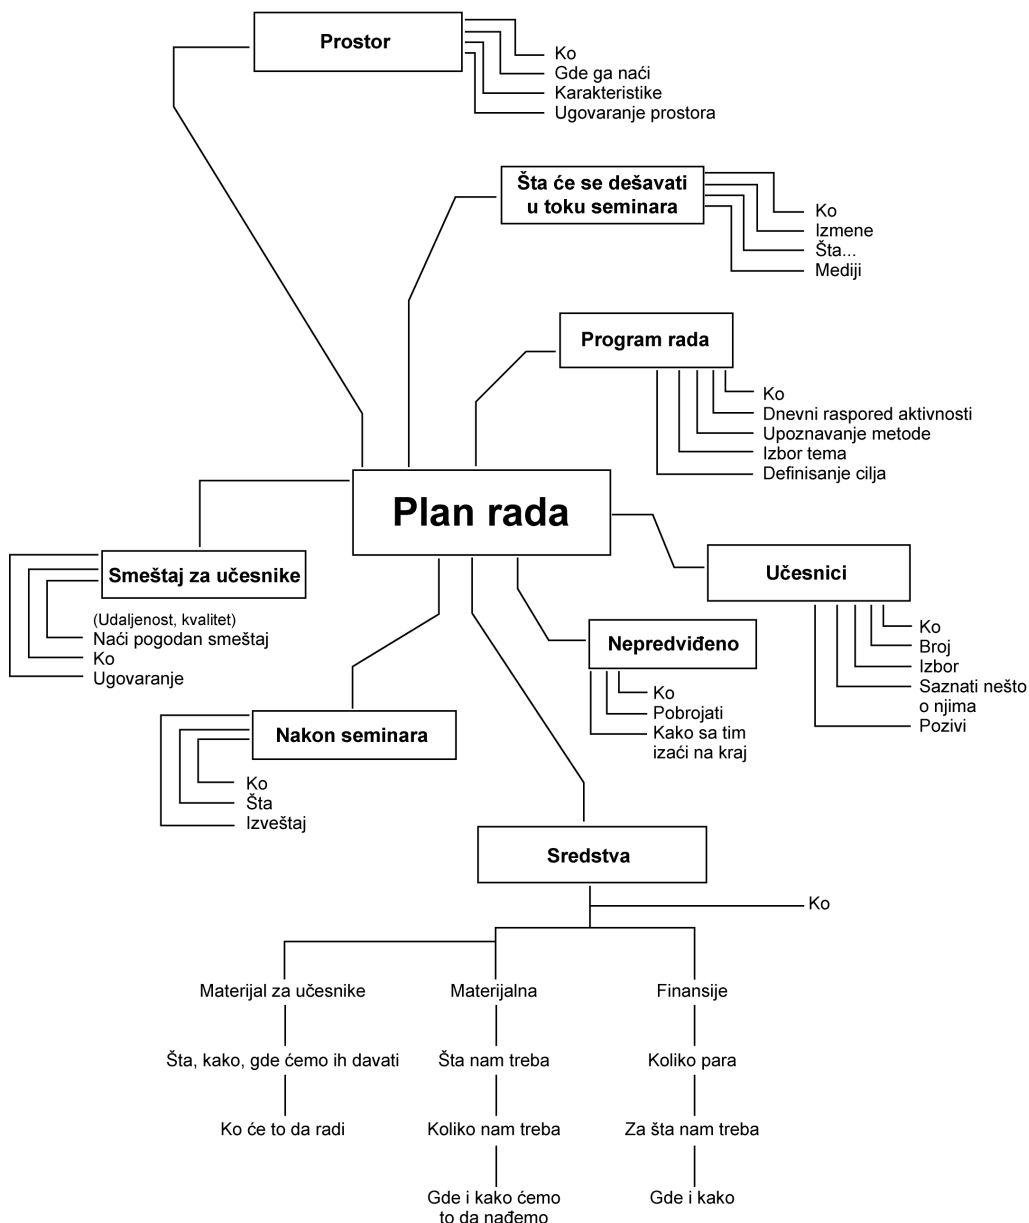 Prostor
Ko
Gde ga naći
Karakteristike
Ugovaranje prostora
Šta će se dešavati
u toku seminara
Ko
Izmene
Šta...
Mediji
Program rada
Ko
Dnevni raspored aktivnosti
Upoznavanje metode
Izbor tema
Definisanje cilja
Plan rada
Smeštaj za učesnike
(Udaljenost, kvalitet)
Naći pogodan smeštaj
Ko
Ugovaranje
Učesnici
Ko
Broj
Izbor
Saznati nešto
o njima
Pozivi
Nepredviđeno
Ko
Pobrojati
Kako sa tim
izaći na kraj
Nakon seminara
Ko
Šta
Izveštaj
Sredstva
Ko
Materijal za učesnike
Šta, kako, gde ćemo ih davati
Ko će to da radi
Materijalna
Šta nam treba
Koliko nam treba
Gde i kako ćemo
to da nađemo
Finansije
Koliko para
Za šta nam treba
Gde i kako